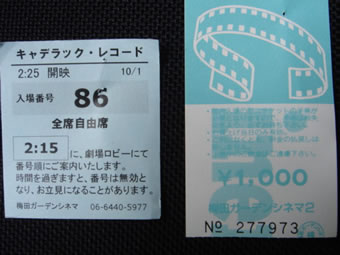 キャデラック・レコード
2:25 開映 10/1
入場番号 86
全席自由席
2:15 に、劇場ロビーにて
番号順にご案内いたします。
時間を過ぎますと、番号は無効と
なり、お立見になることがあります。
梅田ガーデンシネマ 06-6440-5977
¥1,000
梅田ガーデンシネマ2
№ 277973